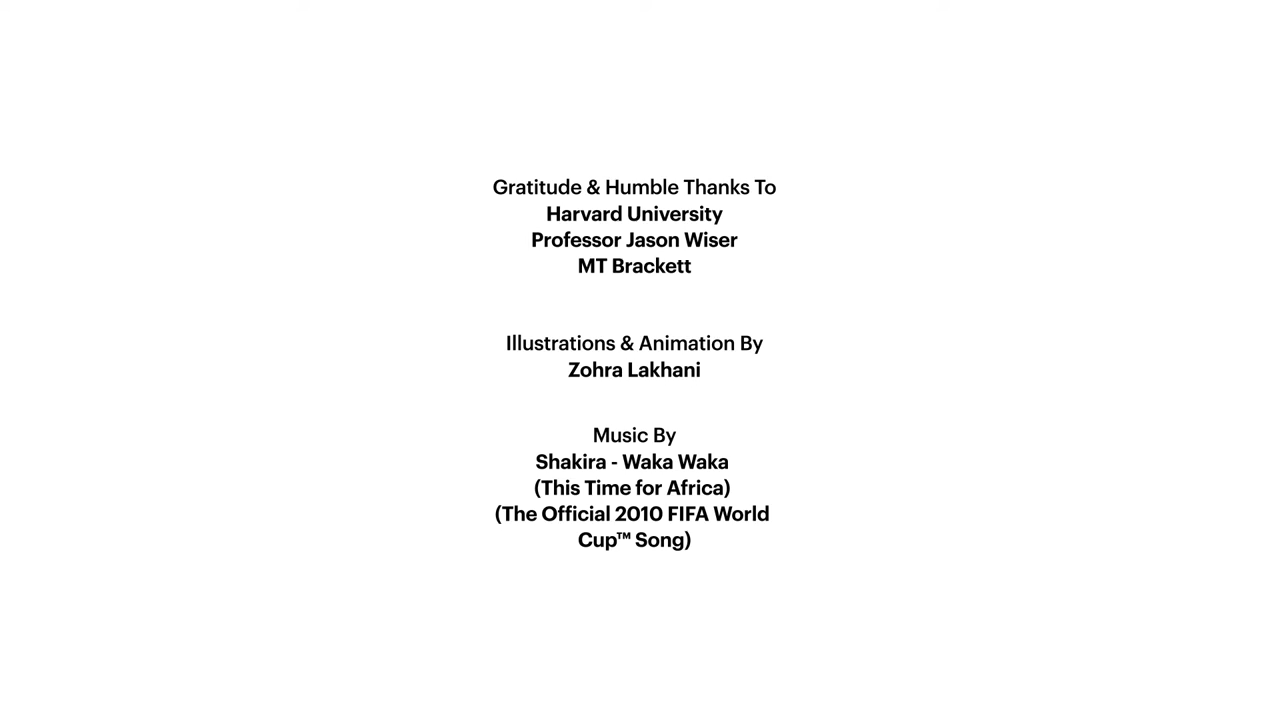 Gratitude & Humble Thanks To
Harvard University
Professor Jason Wiser
MT Brackett
Illustrations & Animation By
Zohra Lakhani
Music By
Shakira - Waka Waka
(This Time for Africa)
(The Official 2010 FIFA World
Cup™ Song)